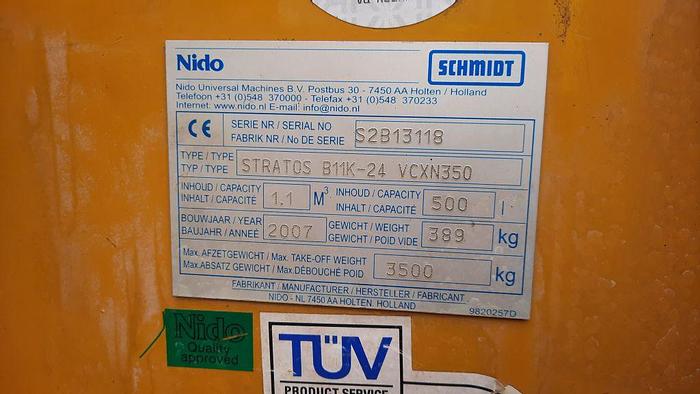 Nido
SCHMIDT
Nido Universal Machines B.V. Postbus 30 - 7450 AA Holten / Holland
Telefoon +31 (0)548 370000 - Telefax +31 (0)548 370233
Internet: www.nido.nl E-mail: info@nido.nl
CE
SERIE NR / SERIAL NO
FABRIK NR / No DE SERIE
S2B13118
TYPE / TYPE
TYP / TYPE
STRATOS B11K-24 VCXN350
INHOUD / CAPACITY
INHALT / CAPACITÉ
1,1 M³
INHOUD / CAPACITY
INHALT / CAPACITÉ
500 l
BOUWJAAR / YEAR
BAUJAHR / ANNEÉ
2007
GEWICHT / WEIGHT
GEWICHT / POID VIDE
389 kg
Max. AFZETGEWICHT / Max. TAKE-OFF WEIGHT
Max. ABSATZ GEWICHT / Max. DÉBOUCHÉ POID
3500 kg
FABRIKANT / MANUFACTURER / HERSTELLER / FABRICANT
NIDO - NL 7450 AA HOLTEN. HOLLAND
9820257D
Nido
Quality
approved
TÜV
PRODUCT SERVICE